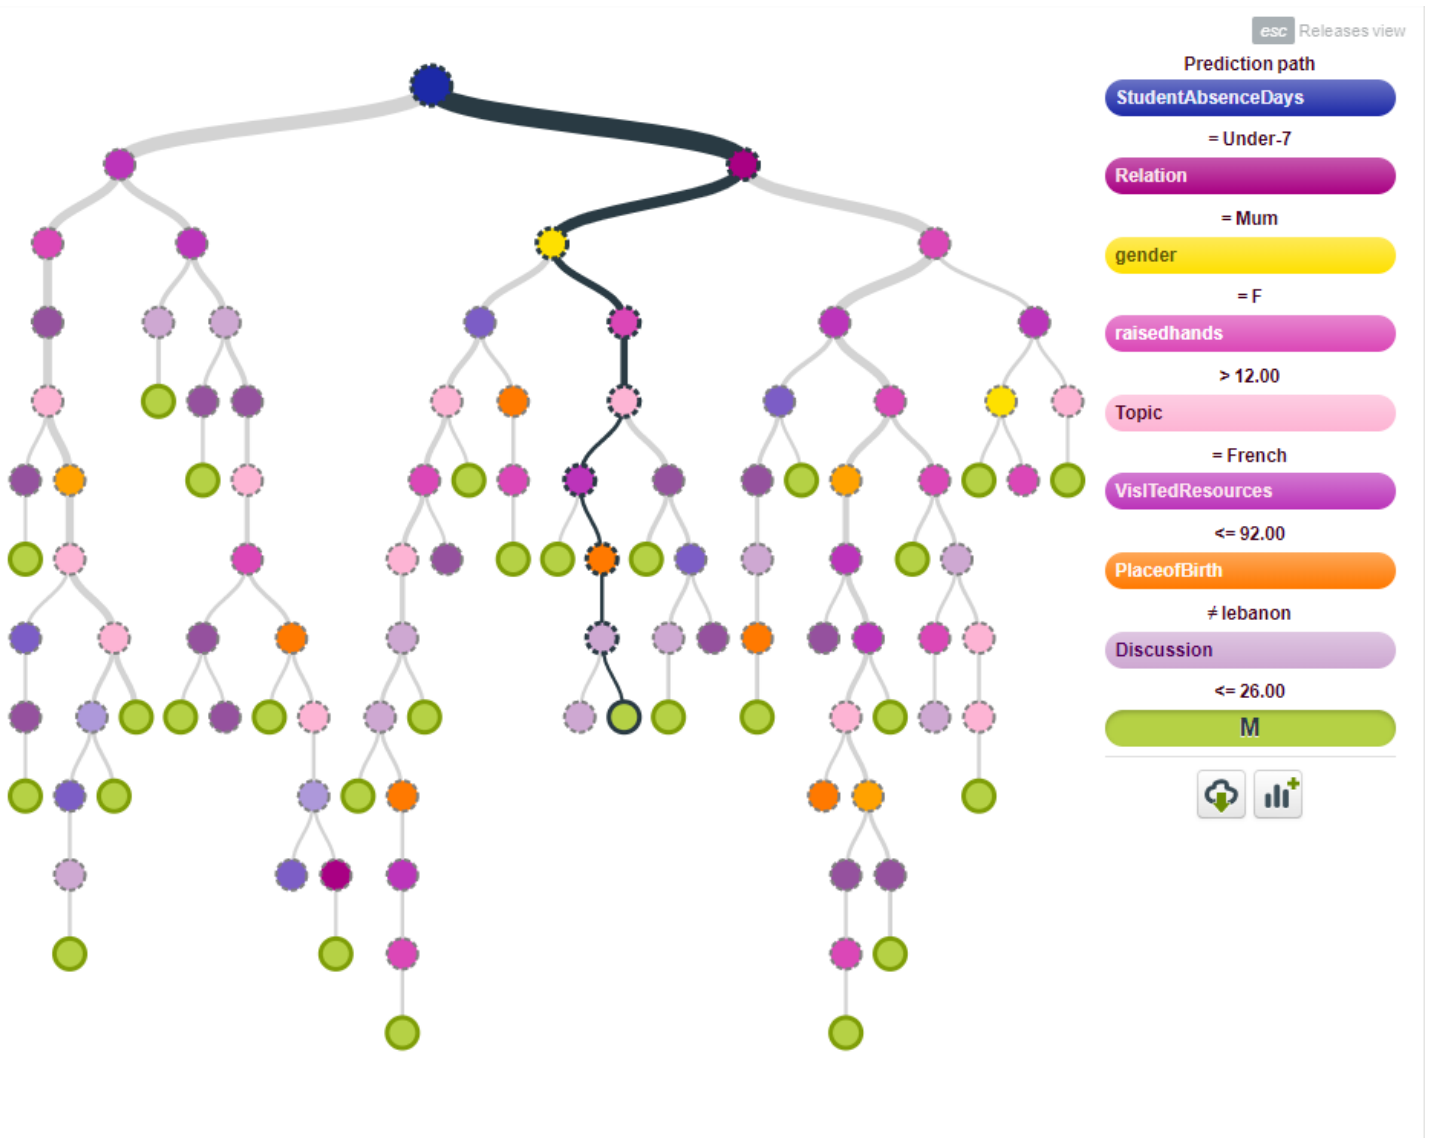 esc Releases view
Prediction path
StudentAbsenceDays
= Under-7
Relation
= Mum
gender
= F
raisedhands
> 12.00
Topic
= French
VisITedResources
<= 92.00
PlaceofBirth
≠ lebanon
Discussion
<= 26.00
M